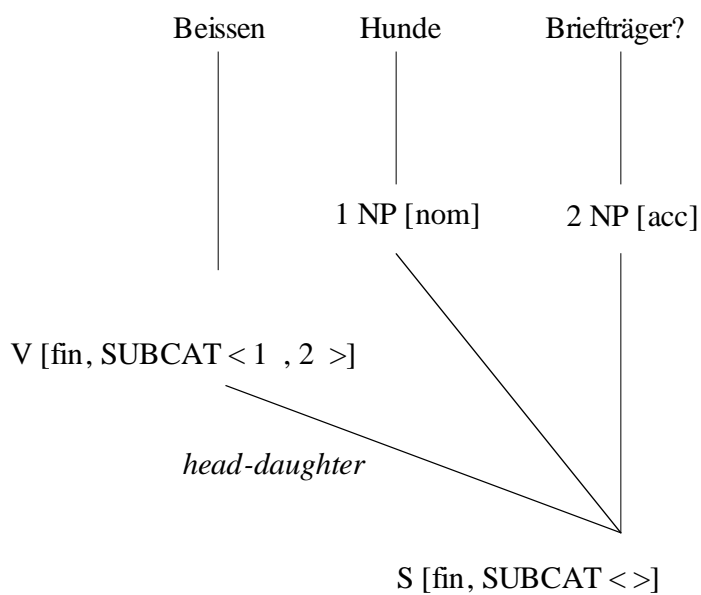 Beissen Hunde Briefträger?
1 NP [nom] 2 NP [acc]
V [fin, SUBCAT < 1 , 2 >]
head-daughter
S [fin, SUBCAT < >]